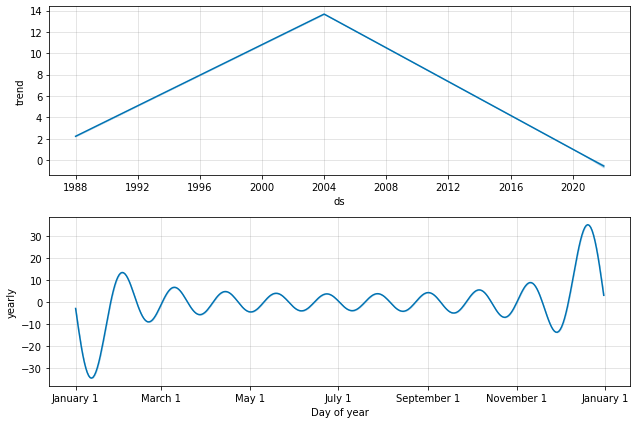 14
12
10
8
6
4
2
0
trend
1988 1992 1996 2000 2004 2008 2012 2016 2020
ds
30
20
10
0
−10
−20
−30
yearly
January 1 March 1 May 1 July 1 September 1 November 1 January 1
Day of year